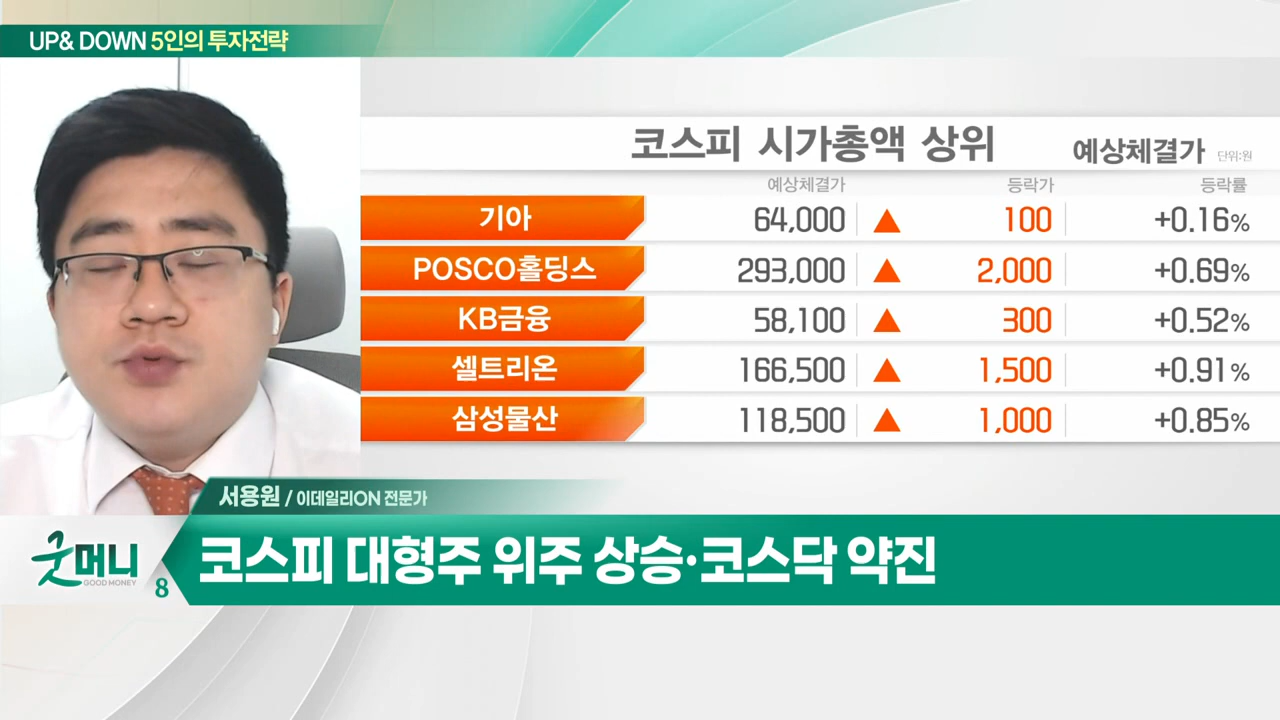 UP& DOWN 5인의 투자전략
코스피 시가총액 상위 예상체결가 단위:원
예상체결가 등락가 등락률
기아 64,000 ▲ 100 +0.16%
POSCO홀딩스 293,000 ▲ 2,000 +0.69%
KB금융 58,100 ▲ 300 +0.52%
셀트리온 166,500 ▲ 1,500 +0.91%
삼성물산 118,500 ▲ 1,000 +0.85%
서용원 / 이데일리ON 전문가
굿머니 GOOD MONEY 8
코스피 대형주 위주 상승·코스닥 약진